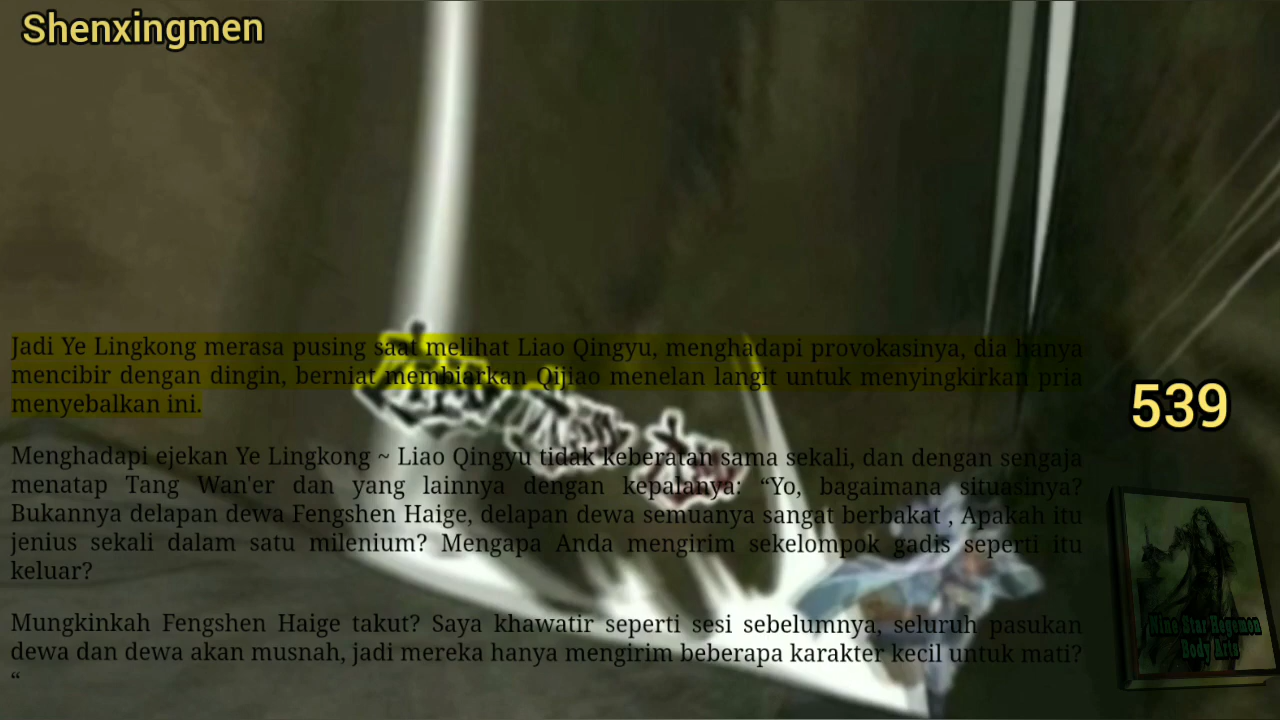 Shenxingmen
Jadi Ye Lingkong merasa pusing saat melihat Liao Qingyu, menghadapi provokasinya, dia hanya
mencibir dengan dingin, berniat membiarkan Qijiao menelan langit untuk menyingkirkan pria
menyebalkan ini.
539
Menghadapi ejekan Ye Lingkong ~ Liao Qingyu tidak keberatan sama sekali, dan dengan sengaja
menatap Tang Wan'er dan yang lainnya dengan kepalanya: “Yo, bagaimana situasinya?
Bukannya delapan dewa Fengshen Haige, delapan dewa semuanya sangat berbakat , Apakah itu
jenius sekali dalam satu milenium? Mengapa Anda mengirim sekelompok gadis seperti itu
keluar?
Mungkinkah Fengshen Haige takut? Saya khawatir seperti sesi sebelumnya, seluruh pasukan
dewa dan dewa akan musnah, jadi mereka hanya mengirim beberapa karakter kecil untuk mati?
“
Nine Star Hegemon
Body Arts